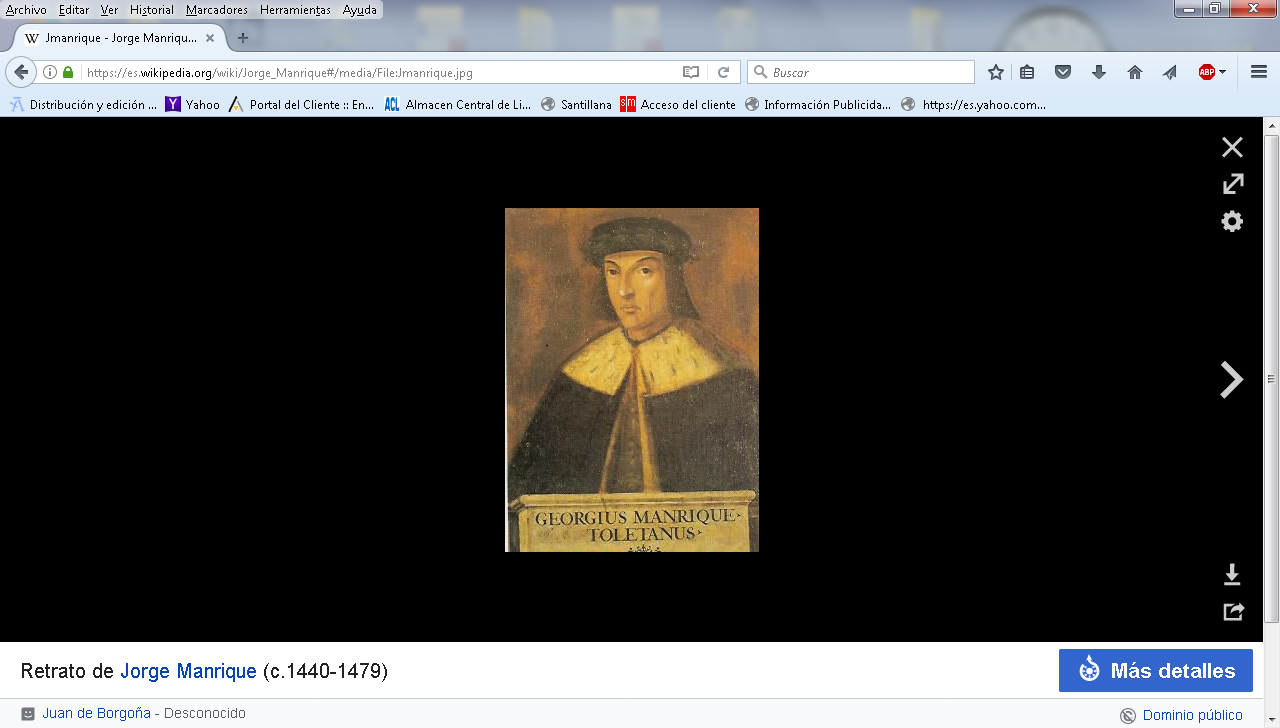 Archivo Editar Ver Historial Marcadores Herramientas Ayuda
W Jmanrique - Jorge Manriqu...
https://es.wikipedia.org/wiki/Jorge_Manrique#/media/File:Jmanrique.jpg Buscar ABP
Distribución y edición ... Y Yahoo Portal del Cliente :: En... ACL Almacen Central de Li... Santillana sm Acceso del cliente Información Publicacio... https://es.yahoo.com...
GEORGIUS MANRIQUE
TOLETANUS
Retrato de Jorge Manrique (c.1440-1479) Más detalles
Juan de Borgoña - Desconocido Dominio público